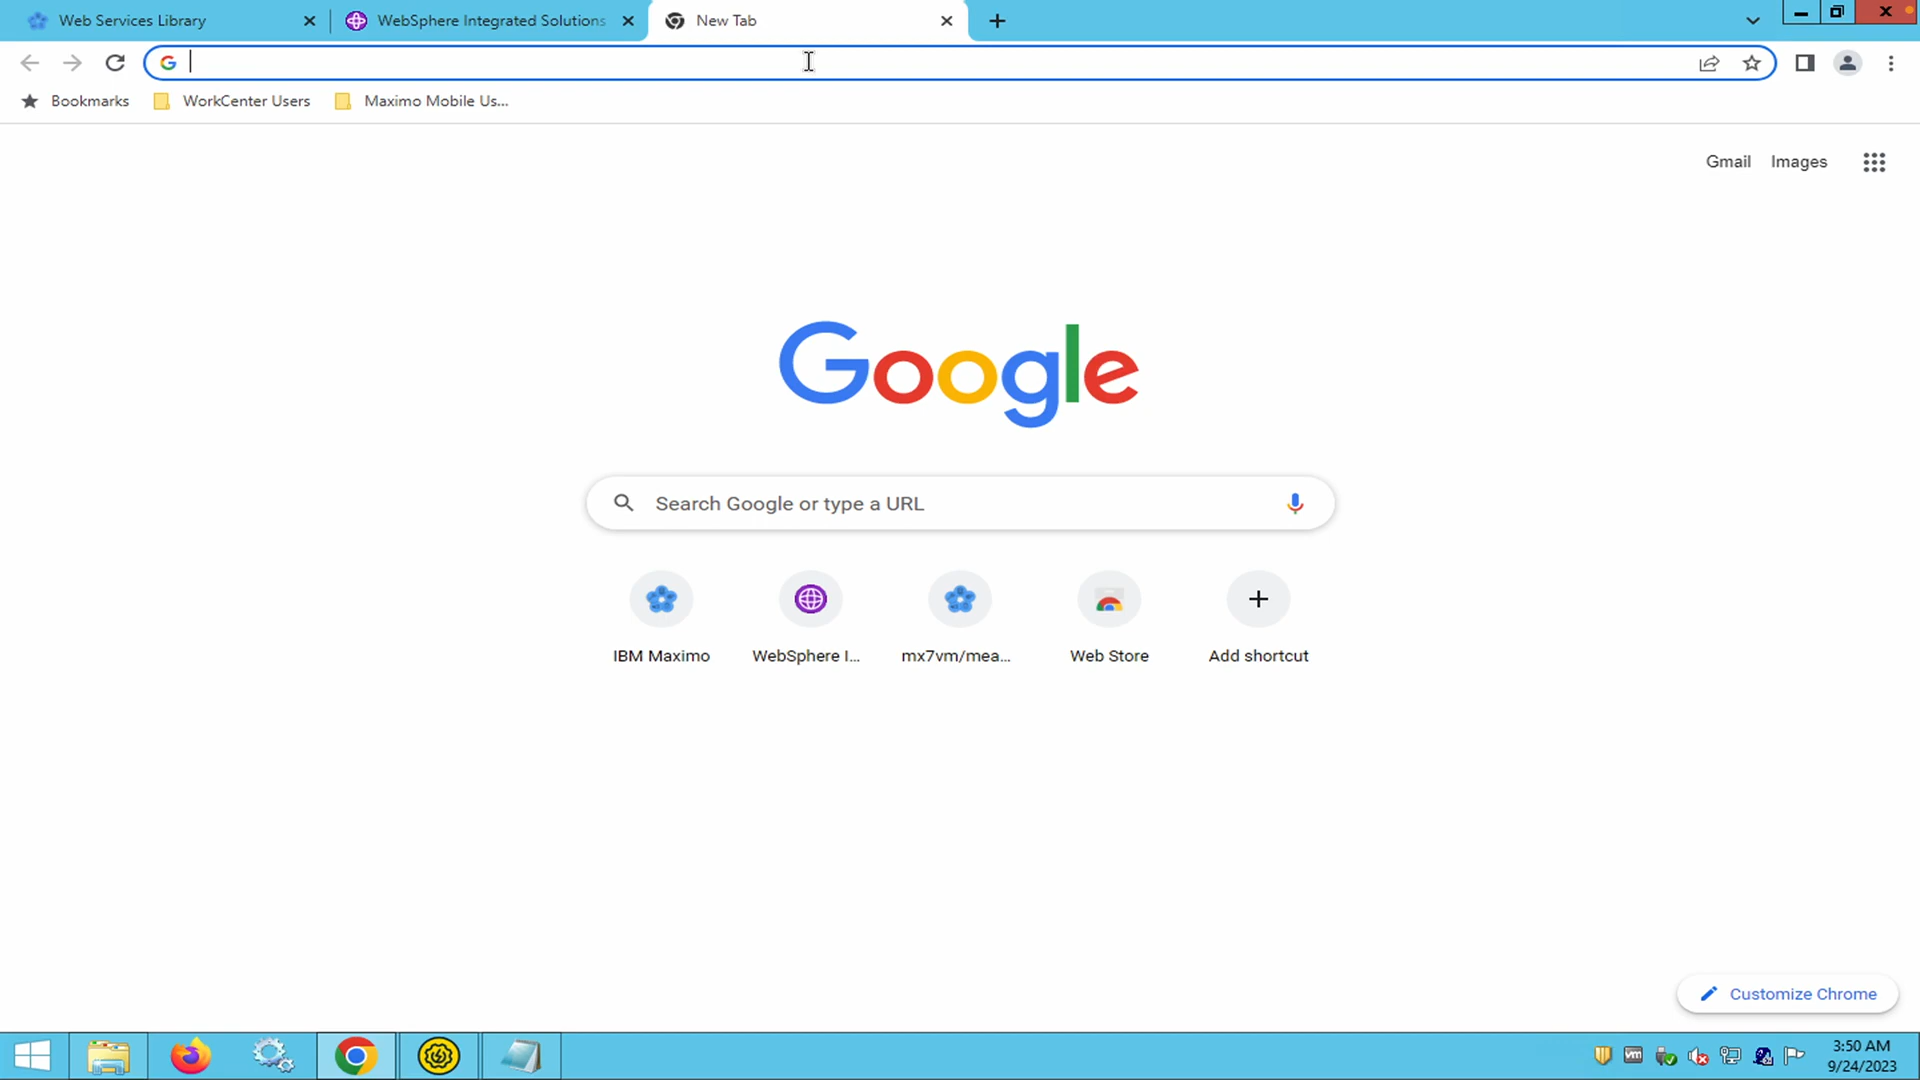 Web Services Library
WebSphere Integrated Solutions
New Tab
Bookmarks
WorkCenter Users
Maximo Mobile Us...
Gmail
Images
Google
Search Google or type a URL
IBM Maximo
WebSphere I...
mx7vm/mea...
Web Store
Add shortcut
Customize Chrome
vm
3:50 AM
9/24/2023